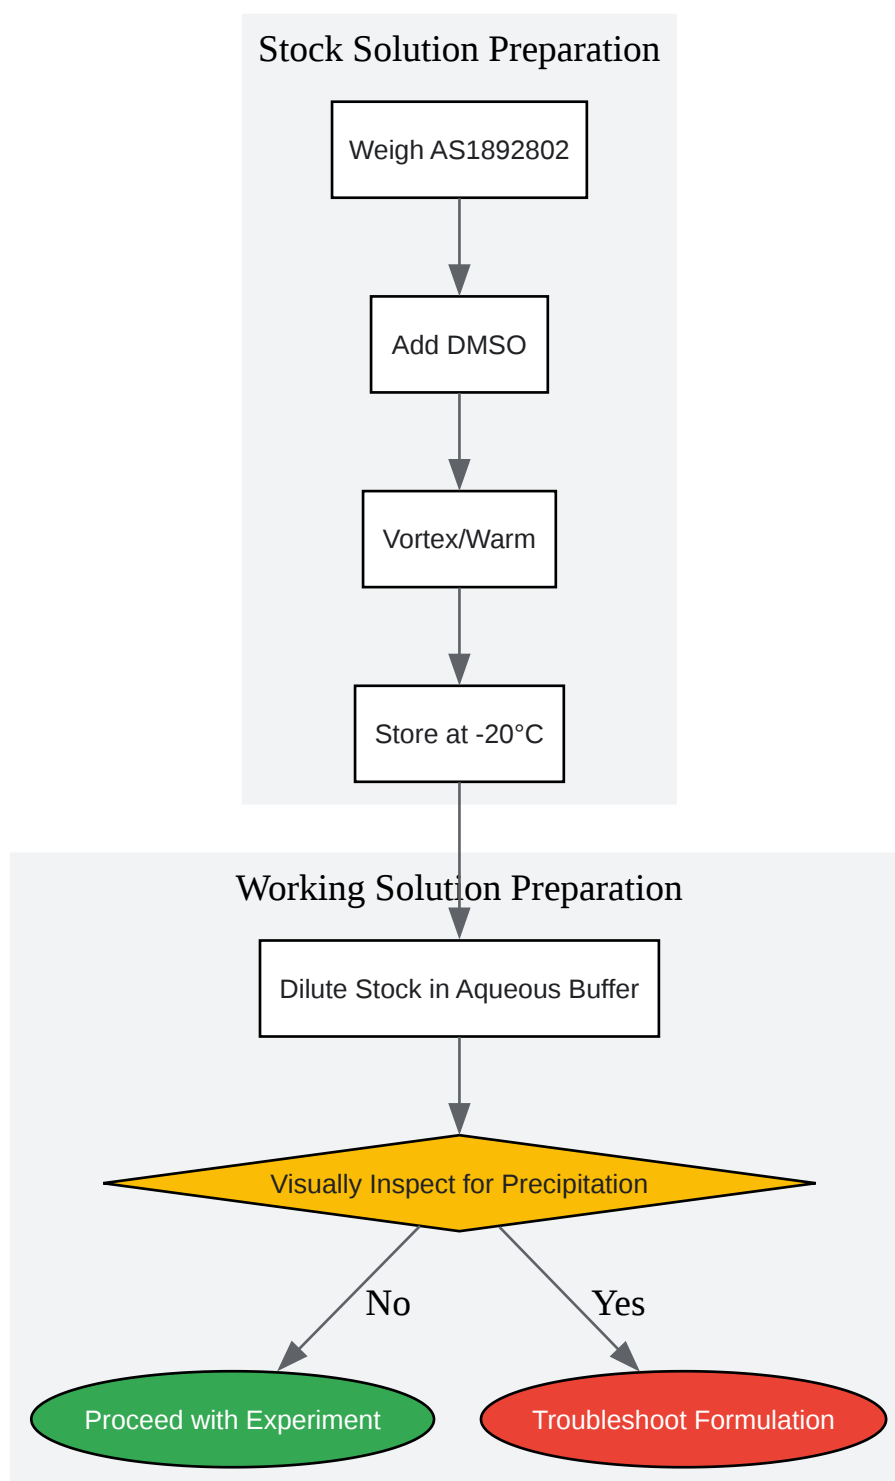 Stock Solution Preparation
Weigh AS1892802
Add DMSO
Vortex/Warm
Store at -20°C
Working Solution Preparation
Dilute Stock in Aqueous Buffer
Visually Inspect for Precipitation
No
Yes
Proceed with Experiment
Troubleshoot Formulation